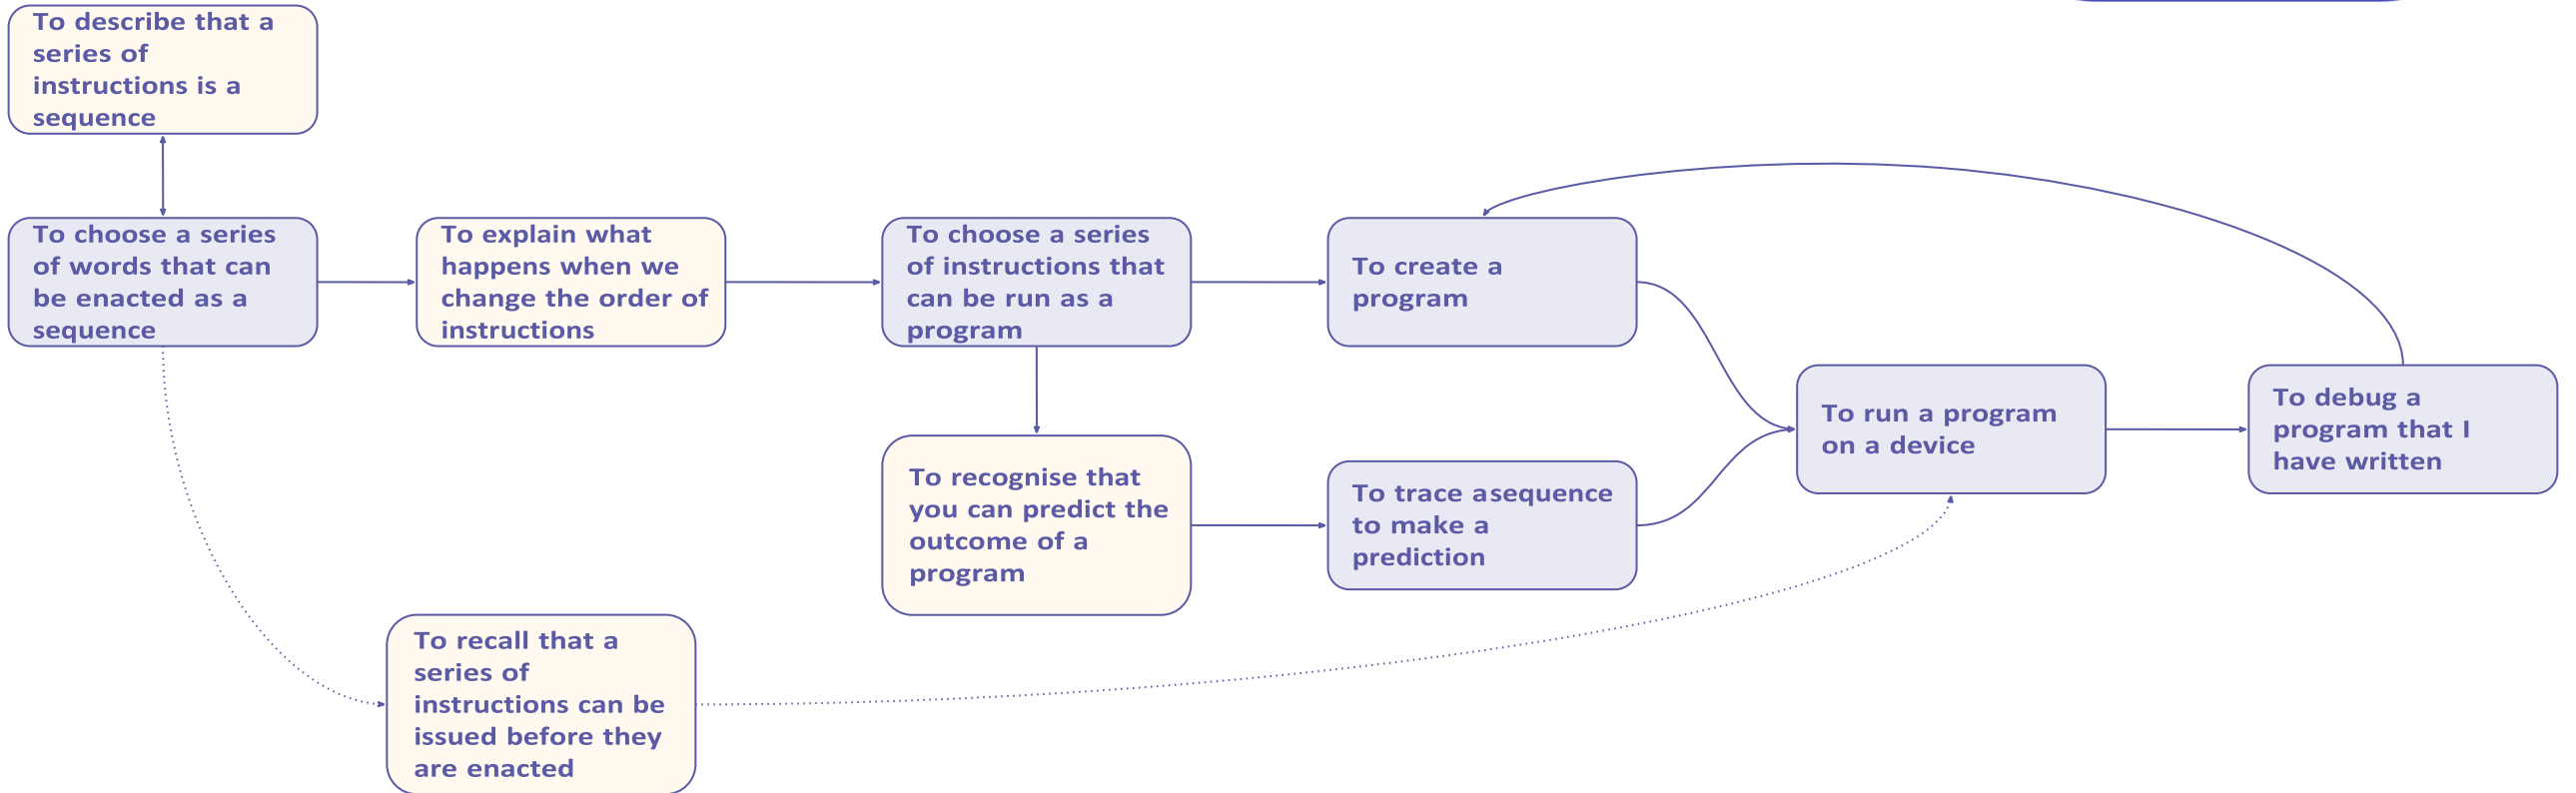 To describe that a
series of
instructions is a
sequence
To choose a series
of words that can
be enacted as a
sequence
To explain what
happens when we
change the order of
instructions
To choose a series
of instructions that
can be run as a
program
To create a
program
To run a program
on a device
To debug a
program that I
have written
To recognise that
you can predict the
outcome of a
program
To trace asequence
to make a
prediction
To recall that a
series of
instructions can be
issued before they
are enacted